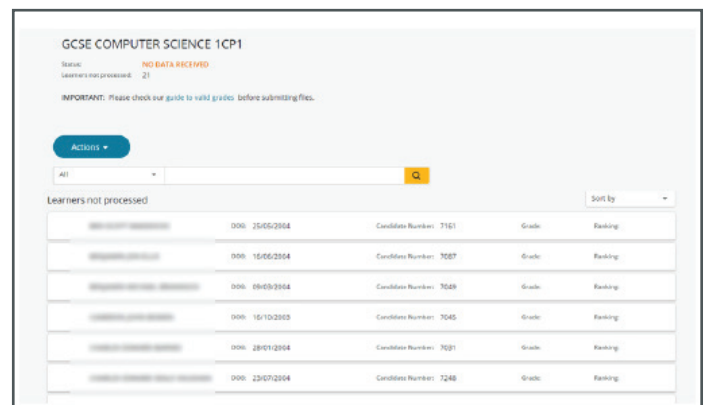 GCSE COMPUTER SCIENCE 1CP1
Status: NO DATA RECEIVED
Learners not processed: 21
IMPORTANT: Please check our guide to valid grades before submitting files.
Actions
All
Learners not processed Sort by
DOB: 25/05/2004 Candidate Number: 7161 Grade: Ranking:
DOB: 16/06/2004 Candidate Number: 7087 Grade: Ranking:
DOB: 09/03/2004 Candidate Number: 7049 Grade: Ranking:
DOB: 16/10/2003 Candidate Number: 7045 Grade: Ranking:
DOB: 28/01/2004 Candidate Number: 7031 Grade: Ranking:
DOB: 23/07/2004 Candidate Number: 7248 Grade: Ranking: